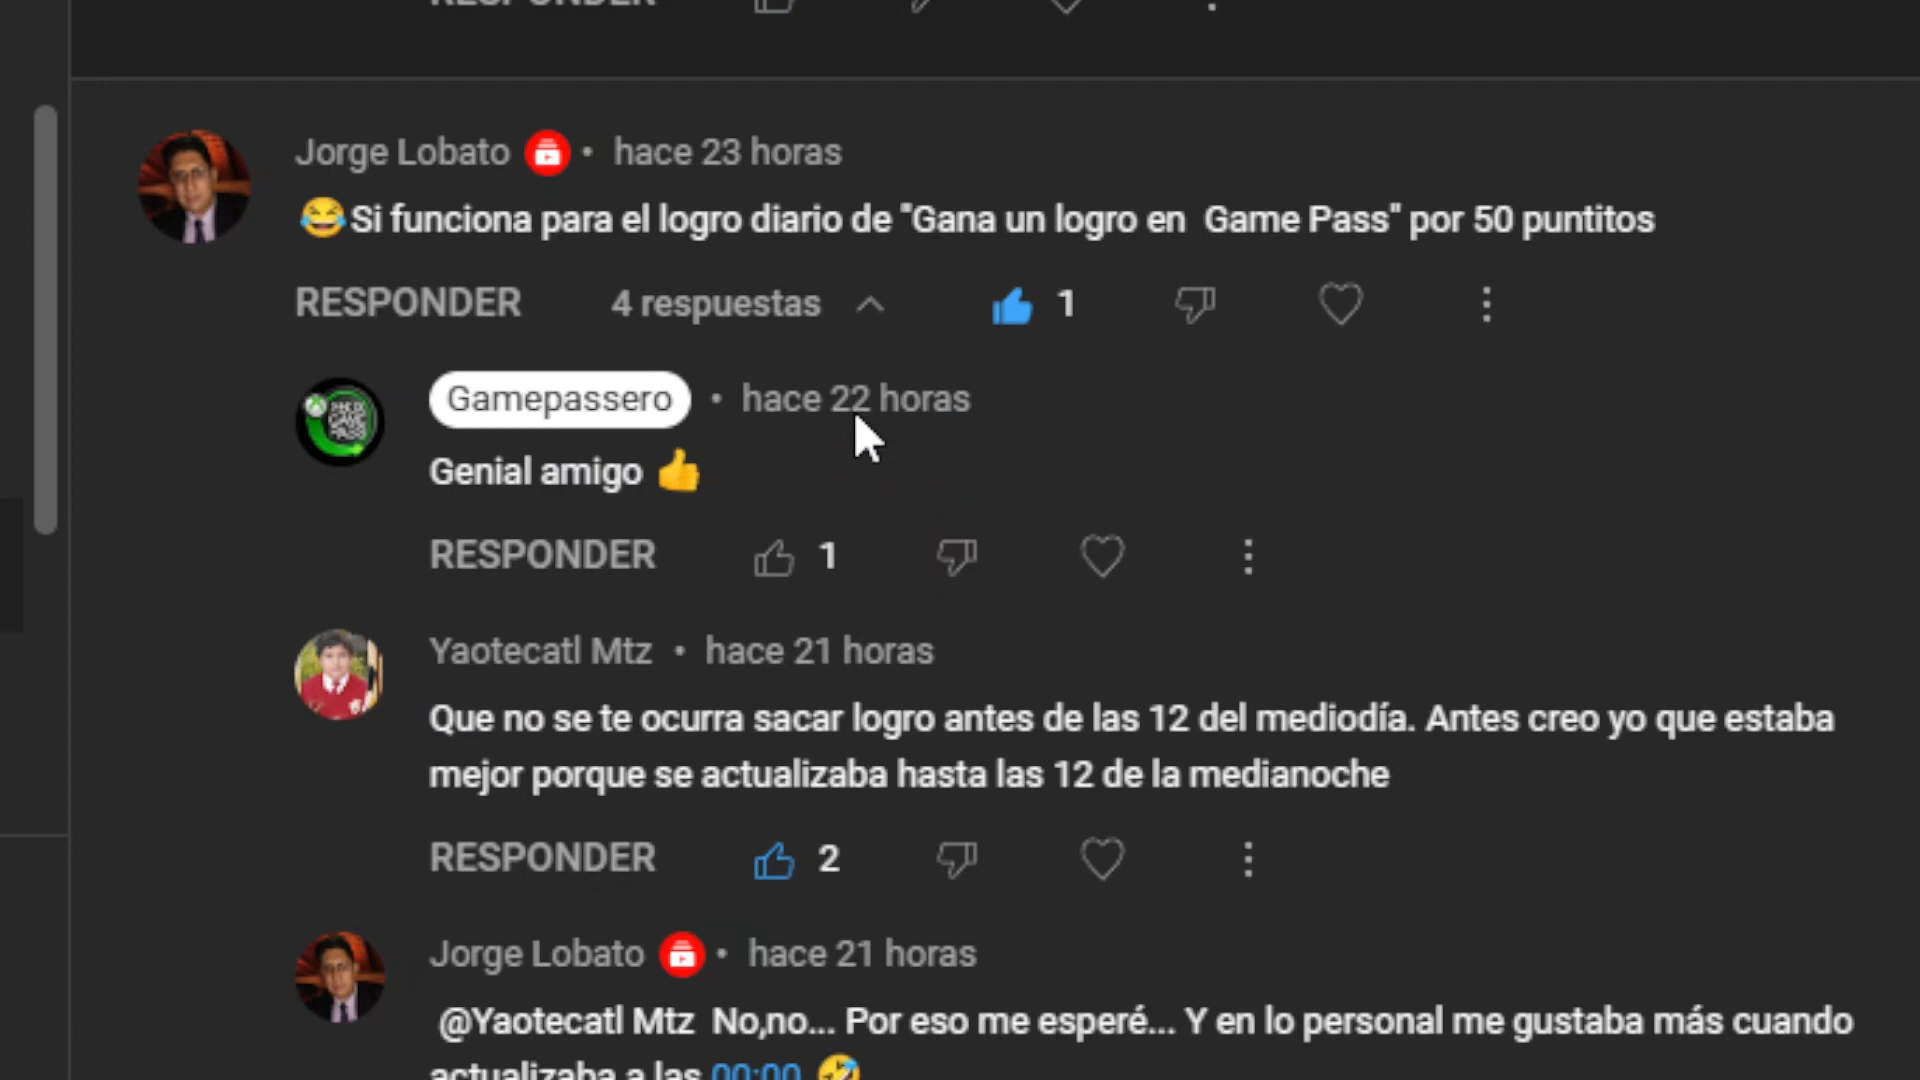 RESPONDER
Jorge Lobato • hace 23 horas
😂Si funciona para el logro diario de "Gana un logro en Game Pass" por 50 puntitos
RESPONDER 4 respuestas 1
Gamepassero • hace 22 horas
Genial amigo 👍
RESPONDER 1
Yaotecatl Mtz • hace 21 horas
Que no se te ocurra sacar logro antes de las 12 del mediodía. Antes creo yo que estaba
mejor porque se actualizaba hasta las 12 de la medianoche
RESPONDER 2
Jorge Lobato • hace 21 horas
@Yaotecatl Mtz No,no... Por eso me esperé... Y en lo personal me gustaba más cuando
actualizaba a las 00:00 🤣